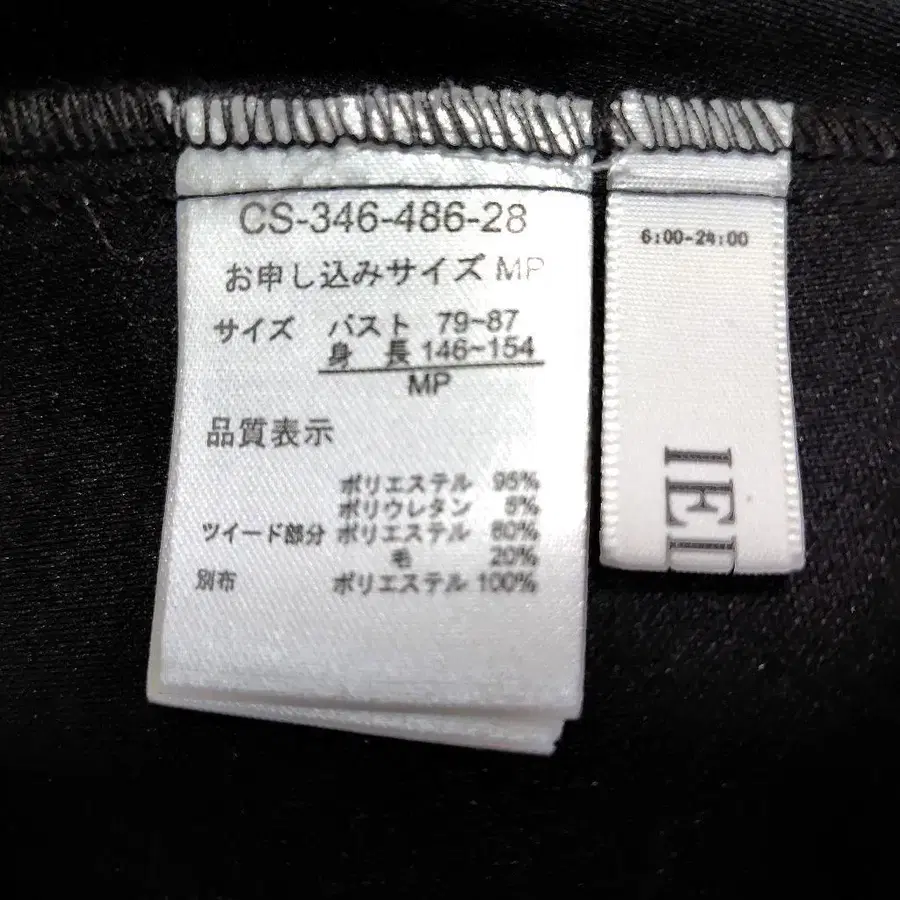 CS-346-486-28
お申し込みサイズ MP
サイズ バスト 79~87
身 長 146~154
MP
品質表示
ポリエステル 95%
ポリウレタン 5%
ツイード部分 ポリエステル 80%
毛 20%
別布 ポリエステル 100%
6:00-24:00